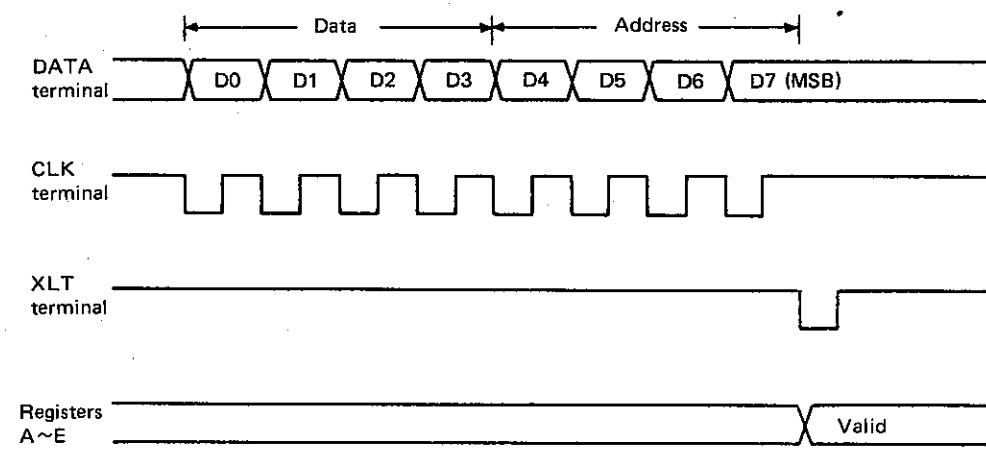 Data Address
DATA
terminal
D0 D1 D2 D3 D4 D5 D6 D7 (MSB)
CLK
terminal
XLT
terminal
Registers
A~E
Valid